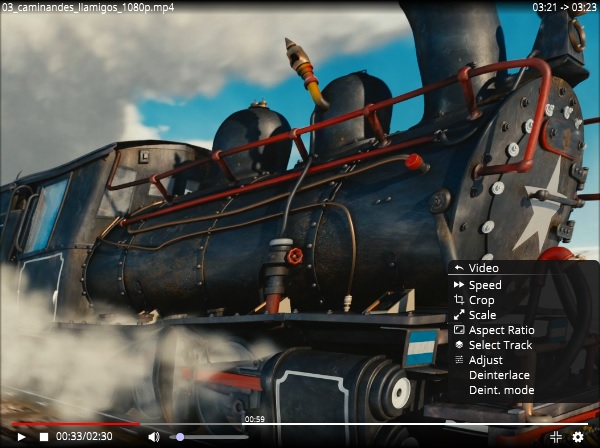 03_caminandes_llamigos_1080p.mp4
03:21 -> 03:23
Video
Speed
Crop
Scale
Aspect Ratio
Select Track
Adjust
Deinterlace
Deint. mode
00:59
00:33/02:30